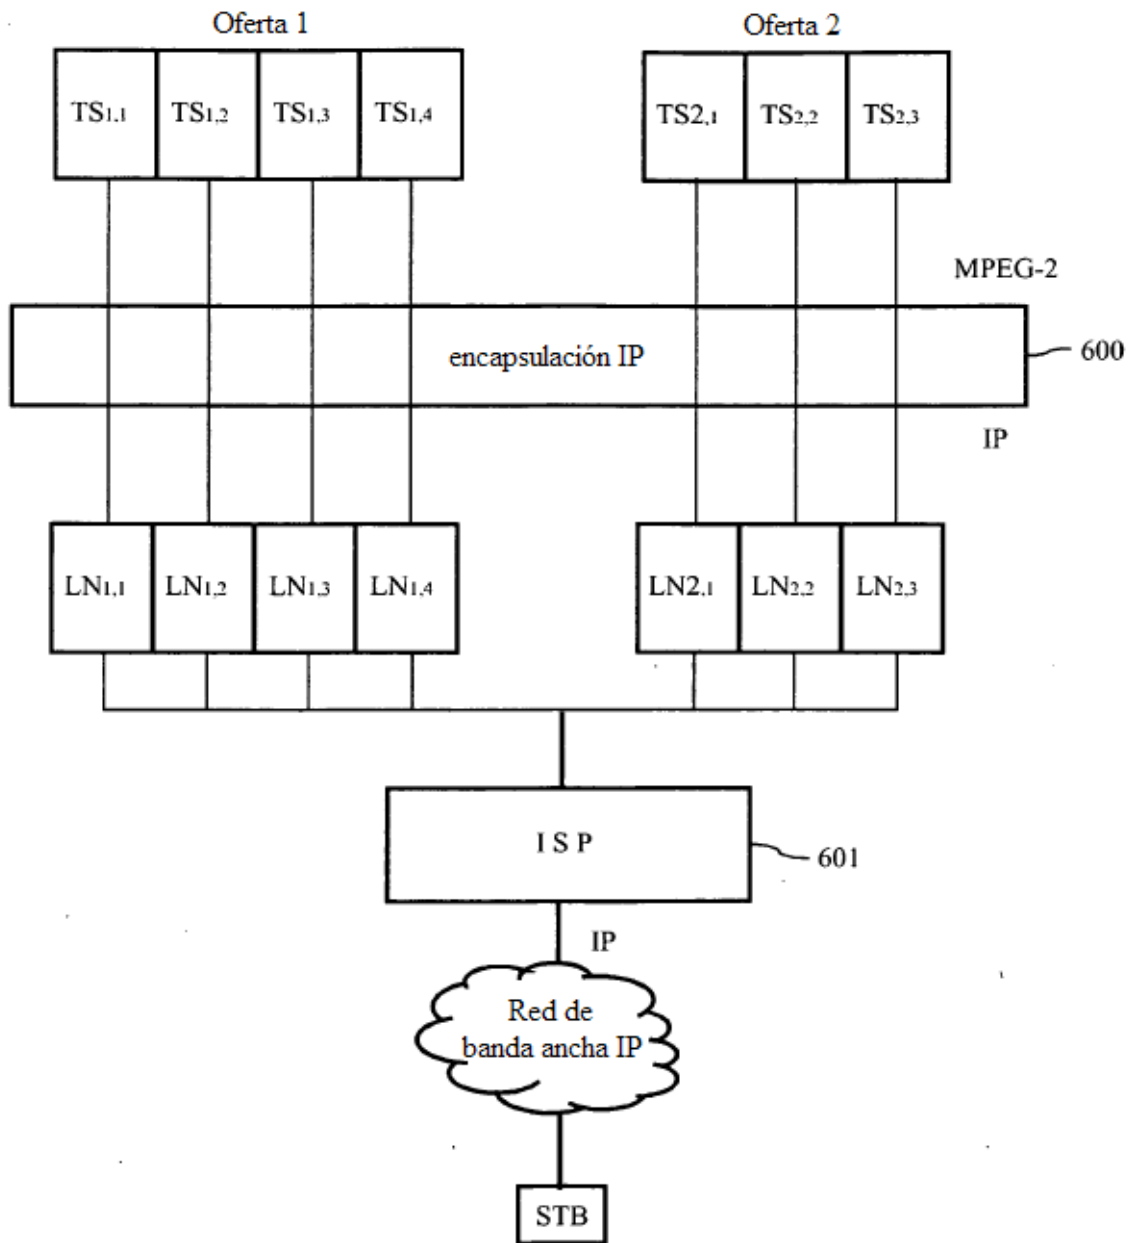 Oferta 1
Oferta 2
TS1,1 TS1,2 TS1,3 TS1,4
TS2,1 TS2,2 TS2,3
MPEG-2
encapsulación IP
600
IP
LN1,1 LN1,2 LN1,3 LN1,4
LN2,1 LN2,2 LN2,3
I S P
601
IP
Red de
banda ancha IP
STB